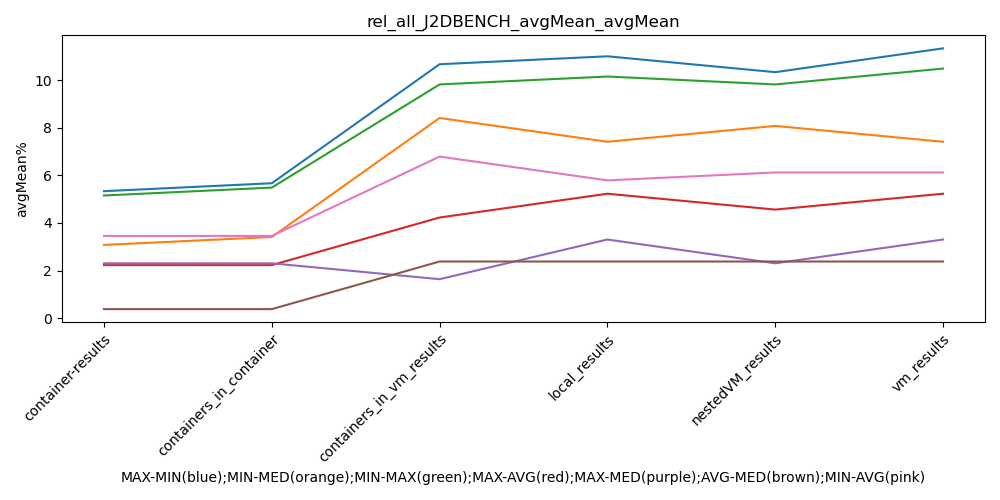 rel_all_J2DBENCH_avgMean_avgMean
avgMean%
10
8
6
4
2
0
container-results
containers_in_container
containers_in_vm_results
local_results
nestedVM_results
vm_results
MAX-MIN(blue);MIN-MED(orange);MIN-MAX(green);MAX-AVG(red);MAX-MED(purple);AVG-MED(brown);MIN-AVG(pink)